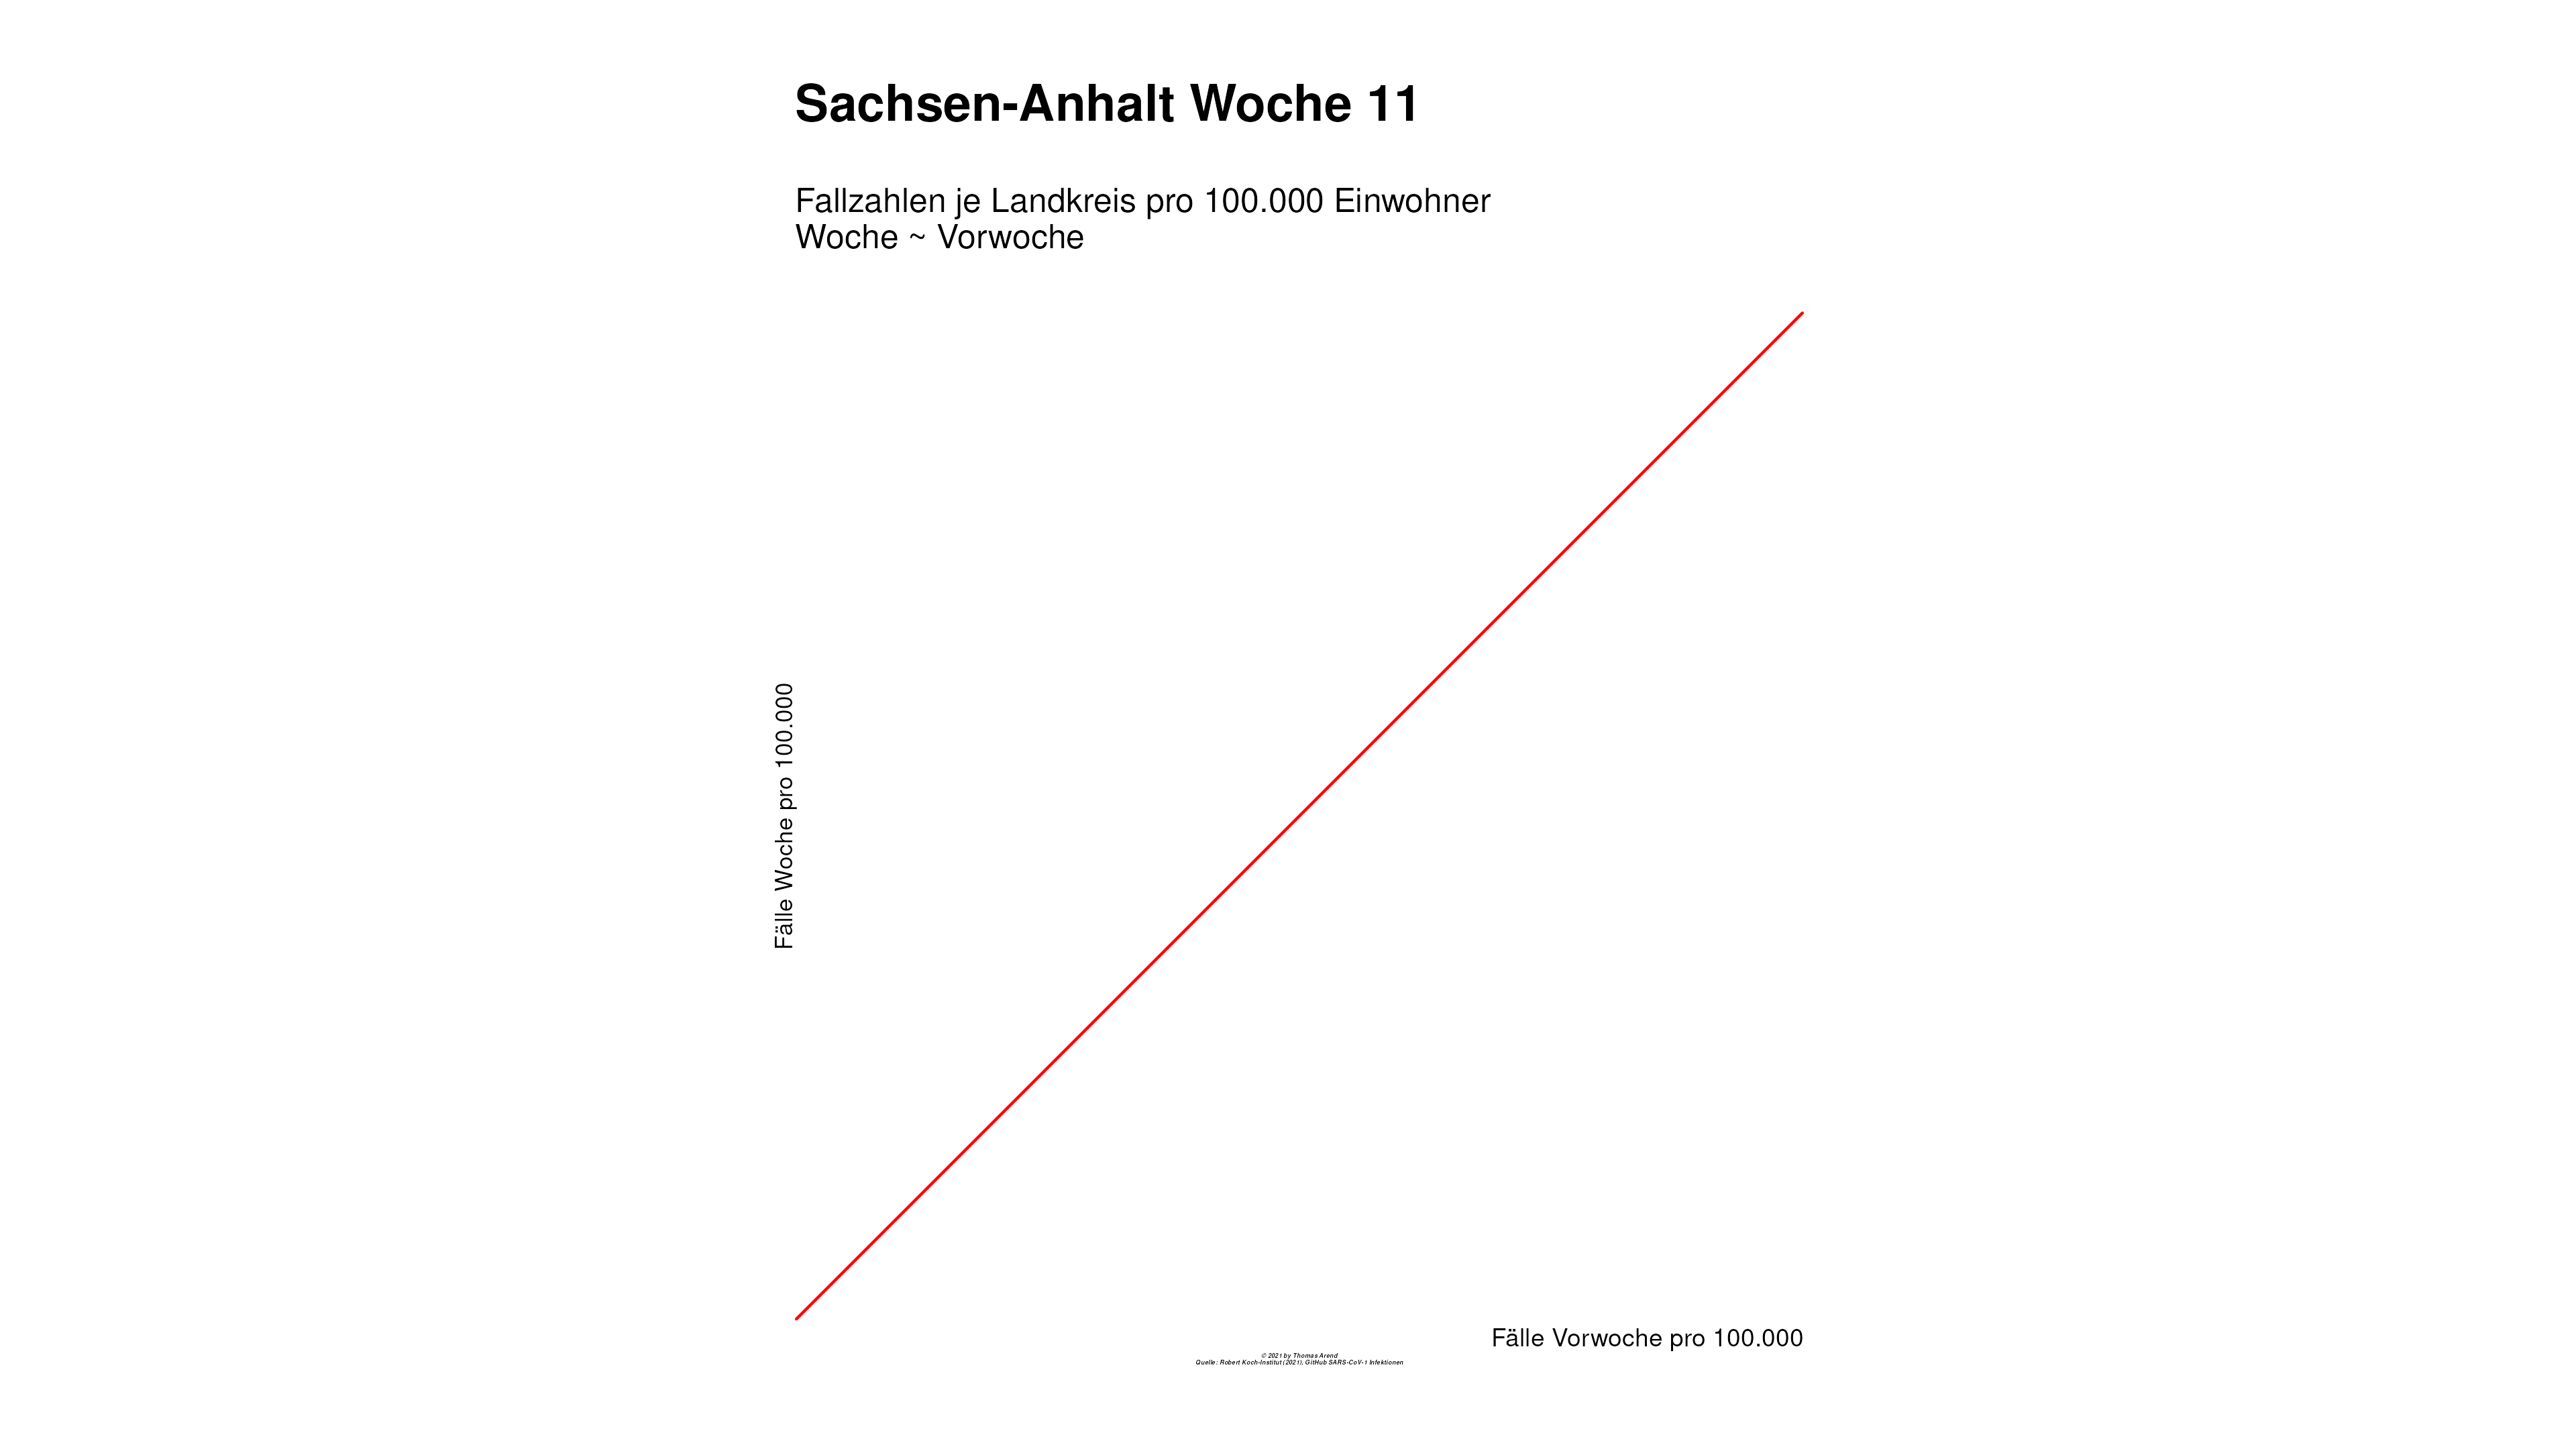 Sachsen-Anhalt Woche 11
Fallzahlen je Landkreis pro 100.000 Einwohner
Woche ~ Vorwoche
Fälle Woche pro 100.000
Fälle Vorwoche pro 100.000
© 2021 by Thomas Arend
Quelle: Robert Koch-Institut (2021), GitHub SARS-CoV-1 Infektionen